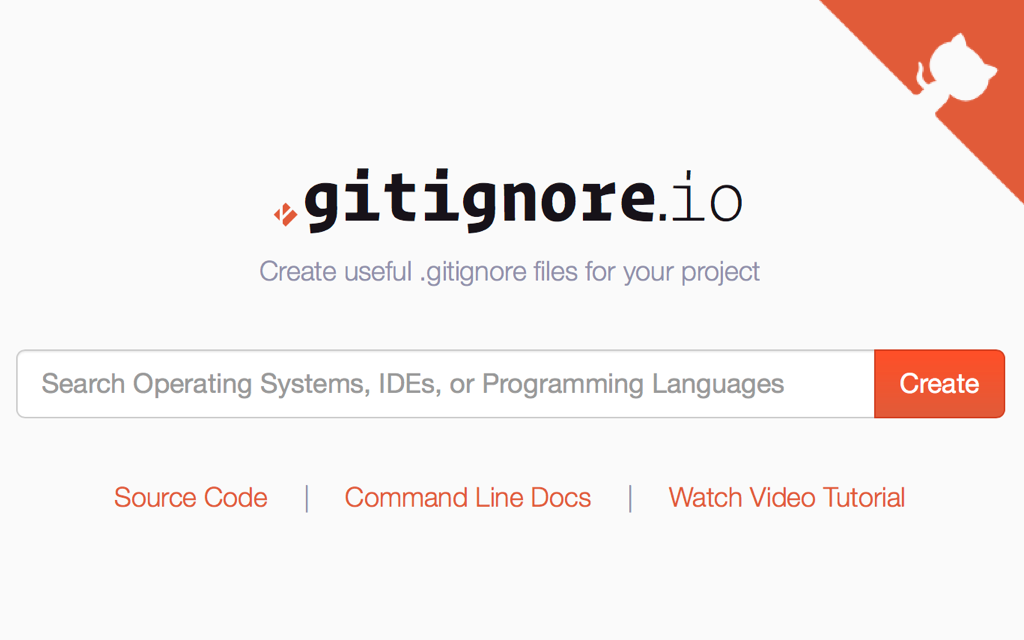 .gitignore.io
Create useful .gitignore files for your project
Search Operating Systems, IDEs, or Programming Languages Create
Source Code | Command Line Docs | Watch Video Tutorial